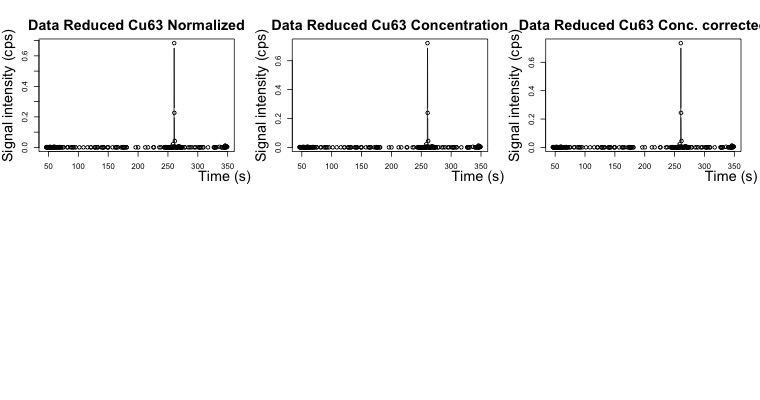 Data Reduced Cu63 Normalized
Signal intensity (cps)
0.0 0.2 0.4 0.6
50 100 150 200 250 300 350
Time (s)
Data Reduced Cu63 Concentration
Signal intensity (cps)
0.0 0.2 0.4 0.6
50 100 150 200 250 300 350
Time (s)
Data Reduced Cu63 Conc. corrected
Signal intensity (cps)
0.0 0.2 0.4 0.6
50 100 150 200 250 300 350
Time (s)